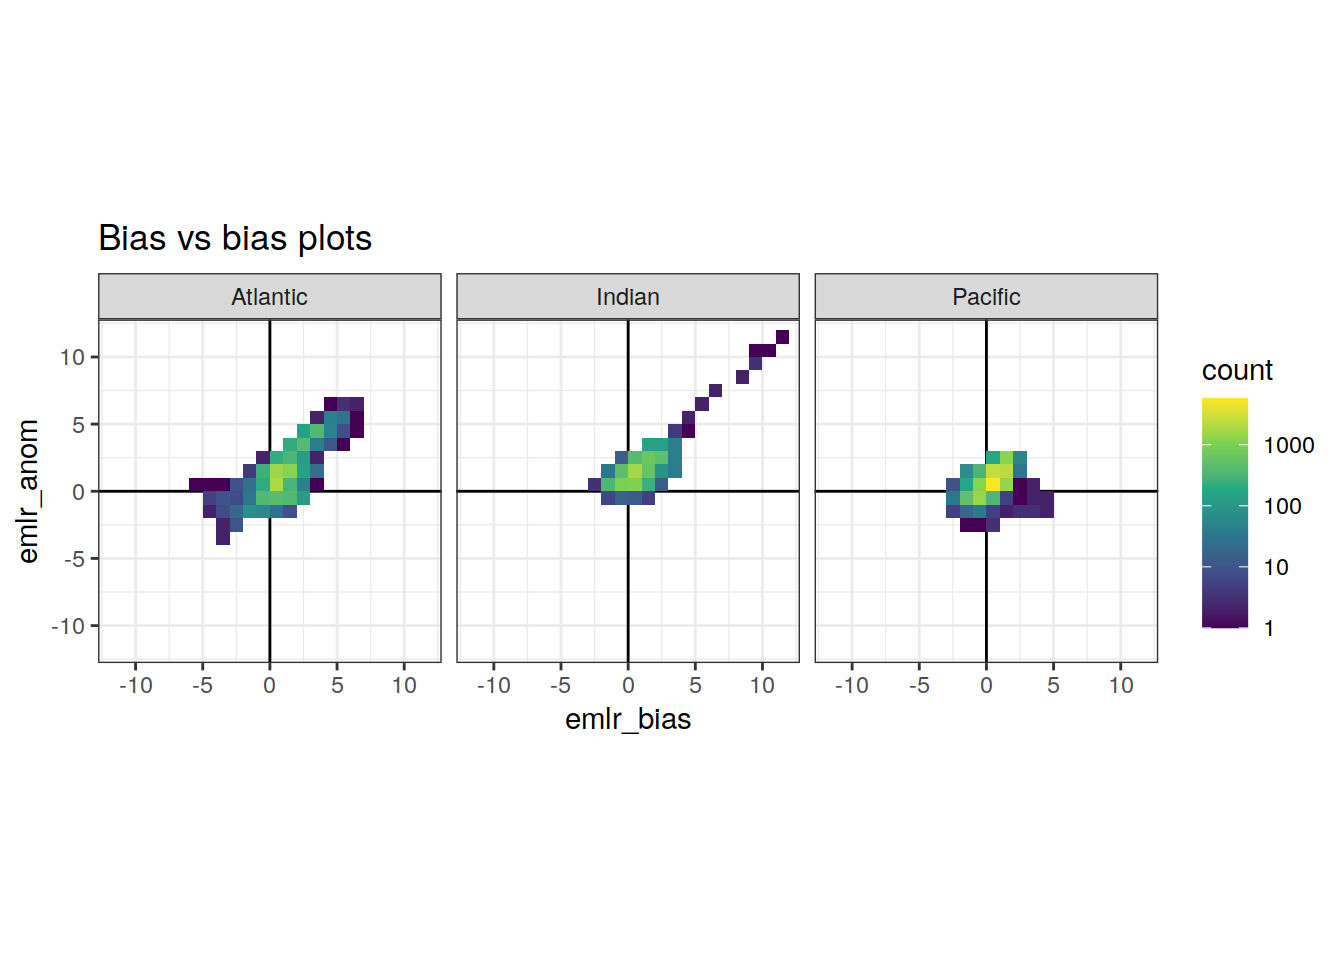 Bias vs bias plots
Atlantic Indian Pacific
10
5
0
-5
-10
emlr_anom
-10 -5 0 5 10 -10 -5 0 5 10 -10 -5 0 5 10
emlr_bias
count
1000
100
10
1